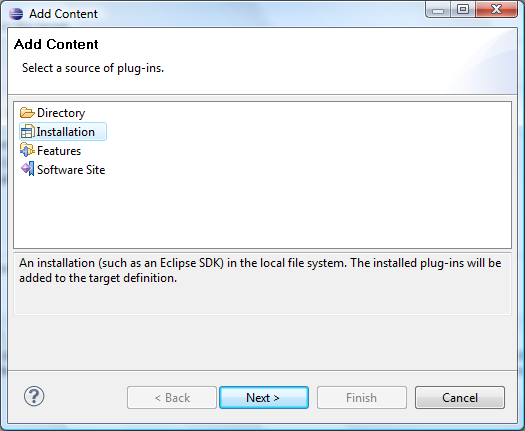 Add Content
Add Content
Select a source of plug-ins.
Directory
Installation
Features
Software Site
An installation (such as an Eclipse SDK) in the local file system. The installed plug-ins will be
added to the target definition.
?
< Back
Next >
Finish
Cancel